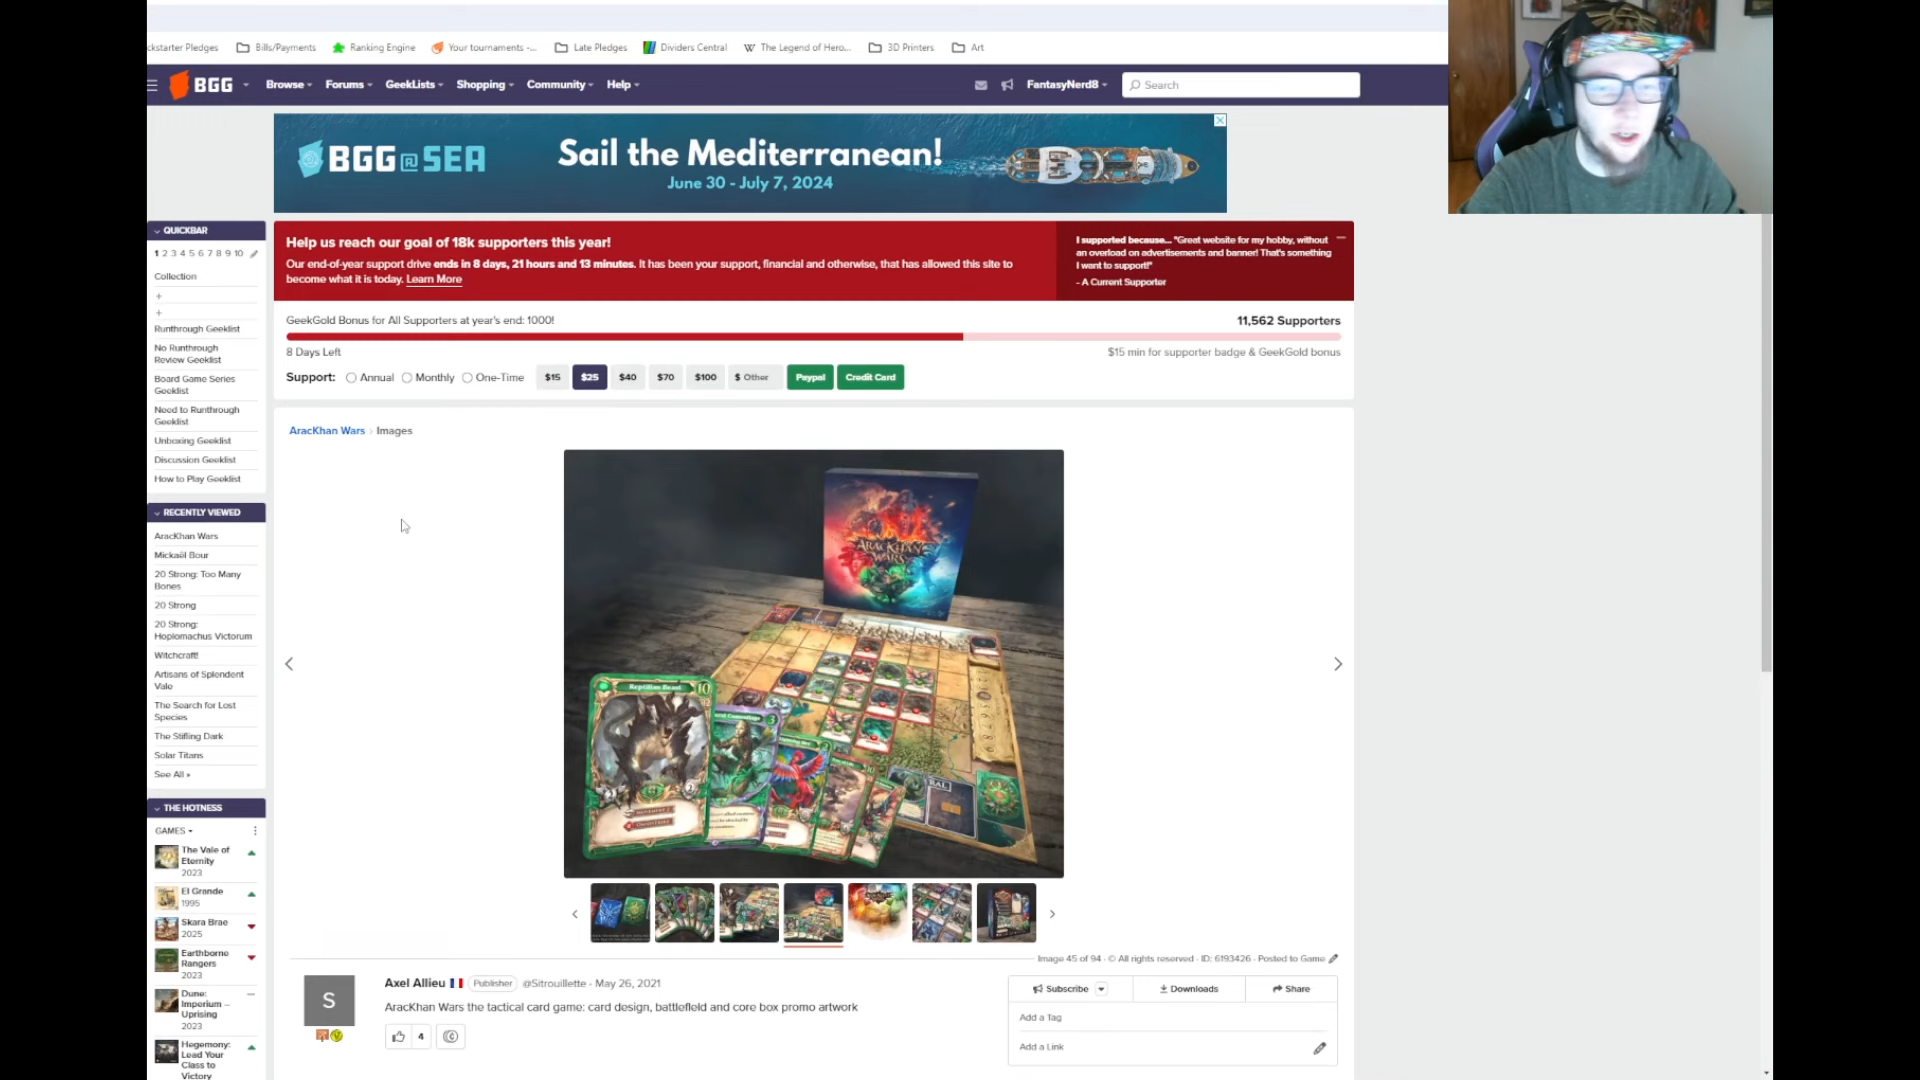 ckstarter Pledges Bills/Payments Ranking Engine Your tournaments -... Late Pledges Dividers Central The Legend of Hero... 3D Printers Art
BGG Browse Forums GeekLists Shopping Community Help FantasyNerd8 Search
BGG@SEA
Sail the Mediterranean!
June 30 - July 7, 2024
QUICKBAR
1 2 3 4 5 6 7 8 9 10
Collection
+
+
Runthrough Geeklist
No Runthrough
Review Geeklist
Board Game Series
Geeklist
Need to Runthrough
Geeklist
Unboxing Geeklist
Discussion Geeklist
How to Play Geeklist
RECENTLY VIEWED
AracKhan Wars
Mickaël Bour
20 Strong: Too Many
Bones
20 Strong
20 Strong:
Hoplomachus Victorum
Witchcraft!
Artisans of Splendent
Vale
The Search for Lost
Species
The Stifling Dark
Solar Titans
See All »
THE HOTNESS
GAMES
The Vale of
Eternity
2023
El Grande
1995
Skara Brae
2025
Earthborne
Rangers
2023
Dune:
Imperium –
Uprising
2023
Hegemony:
Lead Your
Class to
Victory
Help us reach our goal of 18k supporters this year!
Our end-of-year support drive ends in 8 days, 21 hours and 13 minutes. It has been your support, financial and otherwise, that has allowed this site to
become what it is today. Learn More
I supported because... "Great website for my hobby, without
an overload on advertisements and banner! That's something
I want to support!"
- A Current Supporter
GeekGold Bonus for All Supporters at year's end: 1000!
11,562 Supporters
8 Days Left
$15 min for supporter badge & GeekGold bonus
Support: Annual Monthly One-Time $15 $25 $40 $70 $100 $ Other Paypal Credit Card
AracKhan Wars › Images
ARACKHAN
WARS
Reptilian Beast 10
3
Image 45 of 94 · © All rights reserved · ID: 6193426 · Posted to Game
S
Axel Allieu Publisher @Sitrouillette · May 26, 2021
AracKhan Wars the tactical card game: card design, battlefield and core box promo artwork
4
Subscribe Downloads Share
Add a Tag
Add a Link